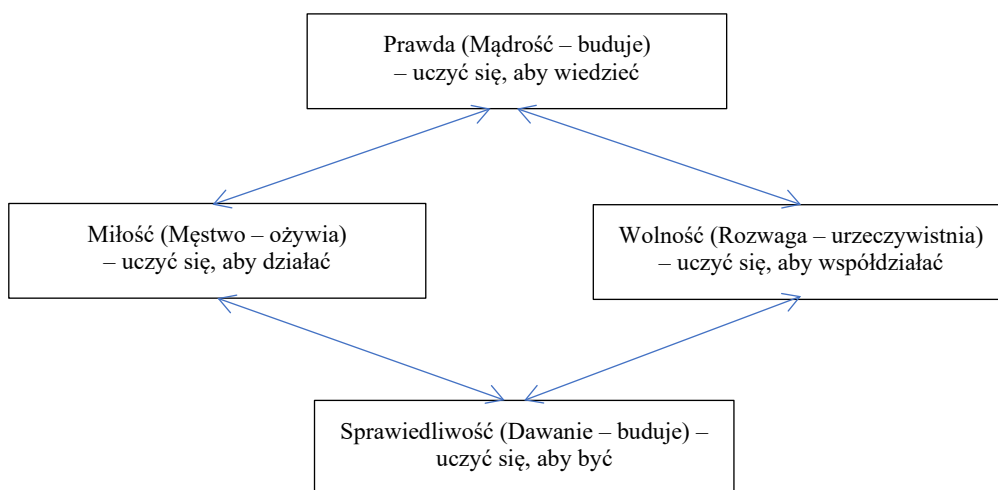 Prawda (Mądrość – buduje)
– uczyć się, aby wiedzieć
Miłość (Męstwo – ożywia)
– uczyć się, aby działać
Wolność (Rozwaga – urzeczywistnia)
– uczyć się, aby współdziałać
Sprawiedliwość (Dawanie – buduje) –
uczyć się, aby być